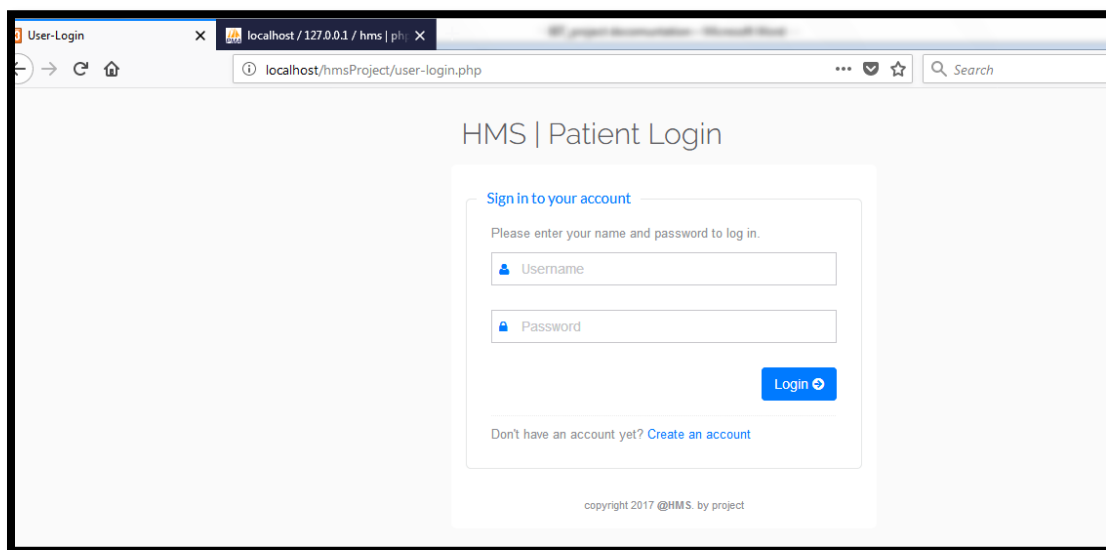 User-Login
localhost / 127.0.0.1 / hms | ph
localhost/hmsProject/user-login.php
Search
HMS | Patient Login
Sign in to your account
Please enter your name and password to log in.
Username
Password
Login
Don't have an account yet? Create an account
copyright 2017 @HMS. by project